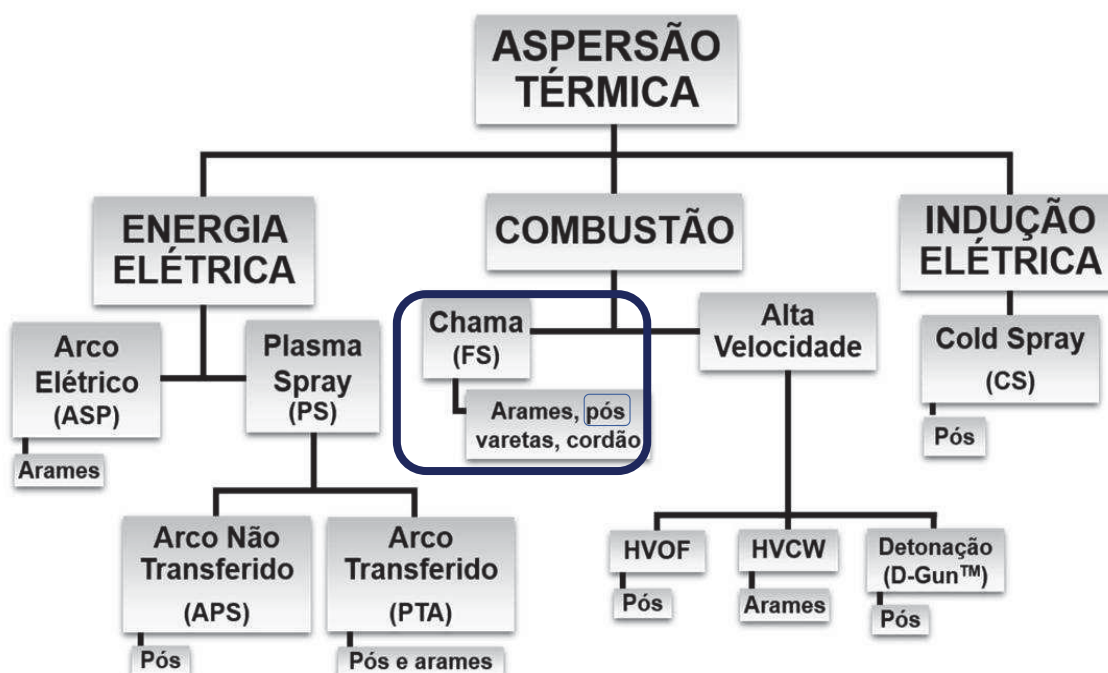 ASPERSÃO
TÉRMICA
ENERGIA
ELÉTRICA
COMBUSTÃO
INDUÇÃO
ELÉTRICA
Arco
Elétrico
(ASP)
Arames
Plasma
Spray
(PS)
Chama
(FS)
Arames, pós
varetas, cordão
Alta
Velocidade
Cold Spray
(CS)
Pós
Arco Não
Transferido
(APS)
Pós
Arco
Transferido
(PTA)
Pós e arames
HVOF
Pós
HVCW
Arames
Detonação
(D-Gun™)
Pós